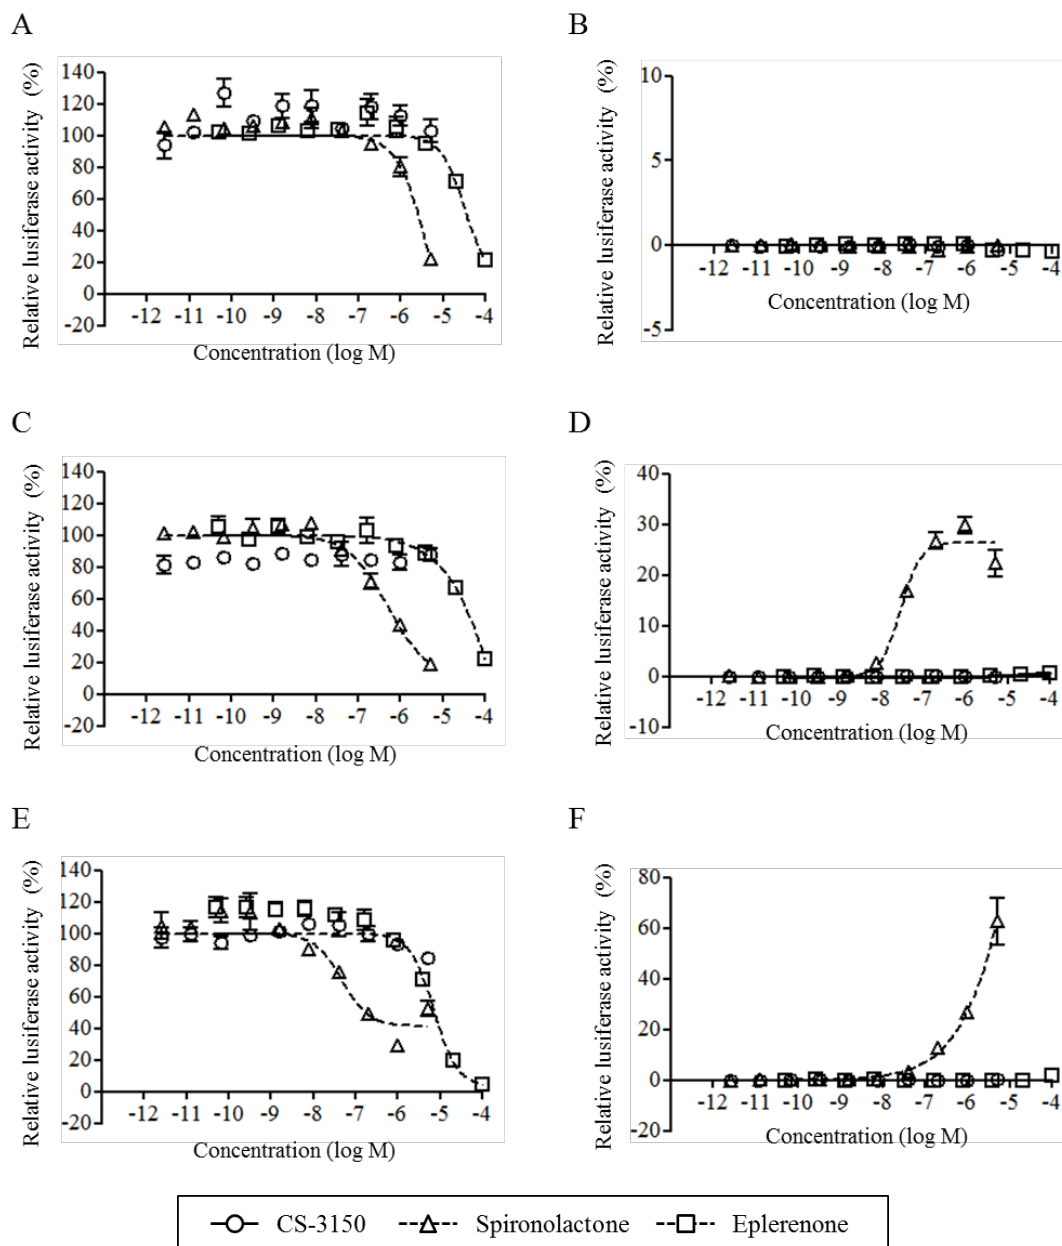 A
B
Relative lusiferase activity (%)
140
120
100
80
60
40
20
0
-20
-12 -11 -10 -9 -8 -7 -6 -5 -4
Concentration (log M)
Relative lusiferase activity (%)
10
5
0
-5
-12 -11 -10 -9 -8 -7 -6 -5 -4
Concentration (log M)
C
D
Relative lusiferase activity (%)
140
120
100
80
60
40
20
0
-20
-12 -11 -10 -9 -8 -7 -6 -5 -4
Concentration (log M)
Relative lusiferase activity (%)
40
30
20
10
0
-10
-12 -11 -10 -9 -8 -7 -6 -5 -4
Concentration (log M)
E
F
Relative lusiferase activity (%)
140
120
100
80
60
40
20
0
-20
-12 -11 -10 -9 -8 -7 -6 -5 -4
Concentration (log M)
Relative lusiferase activity (%)
80
60
40
20
0
-20
-12 -11 -10 -9 -8 -7 -6 -5 -4
Concentration (log M)
CS-3150 Spironolactone Eplerenone